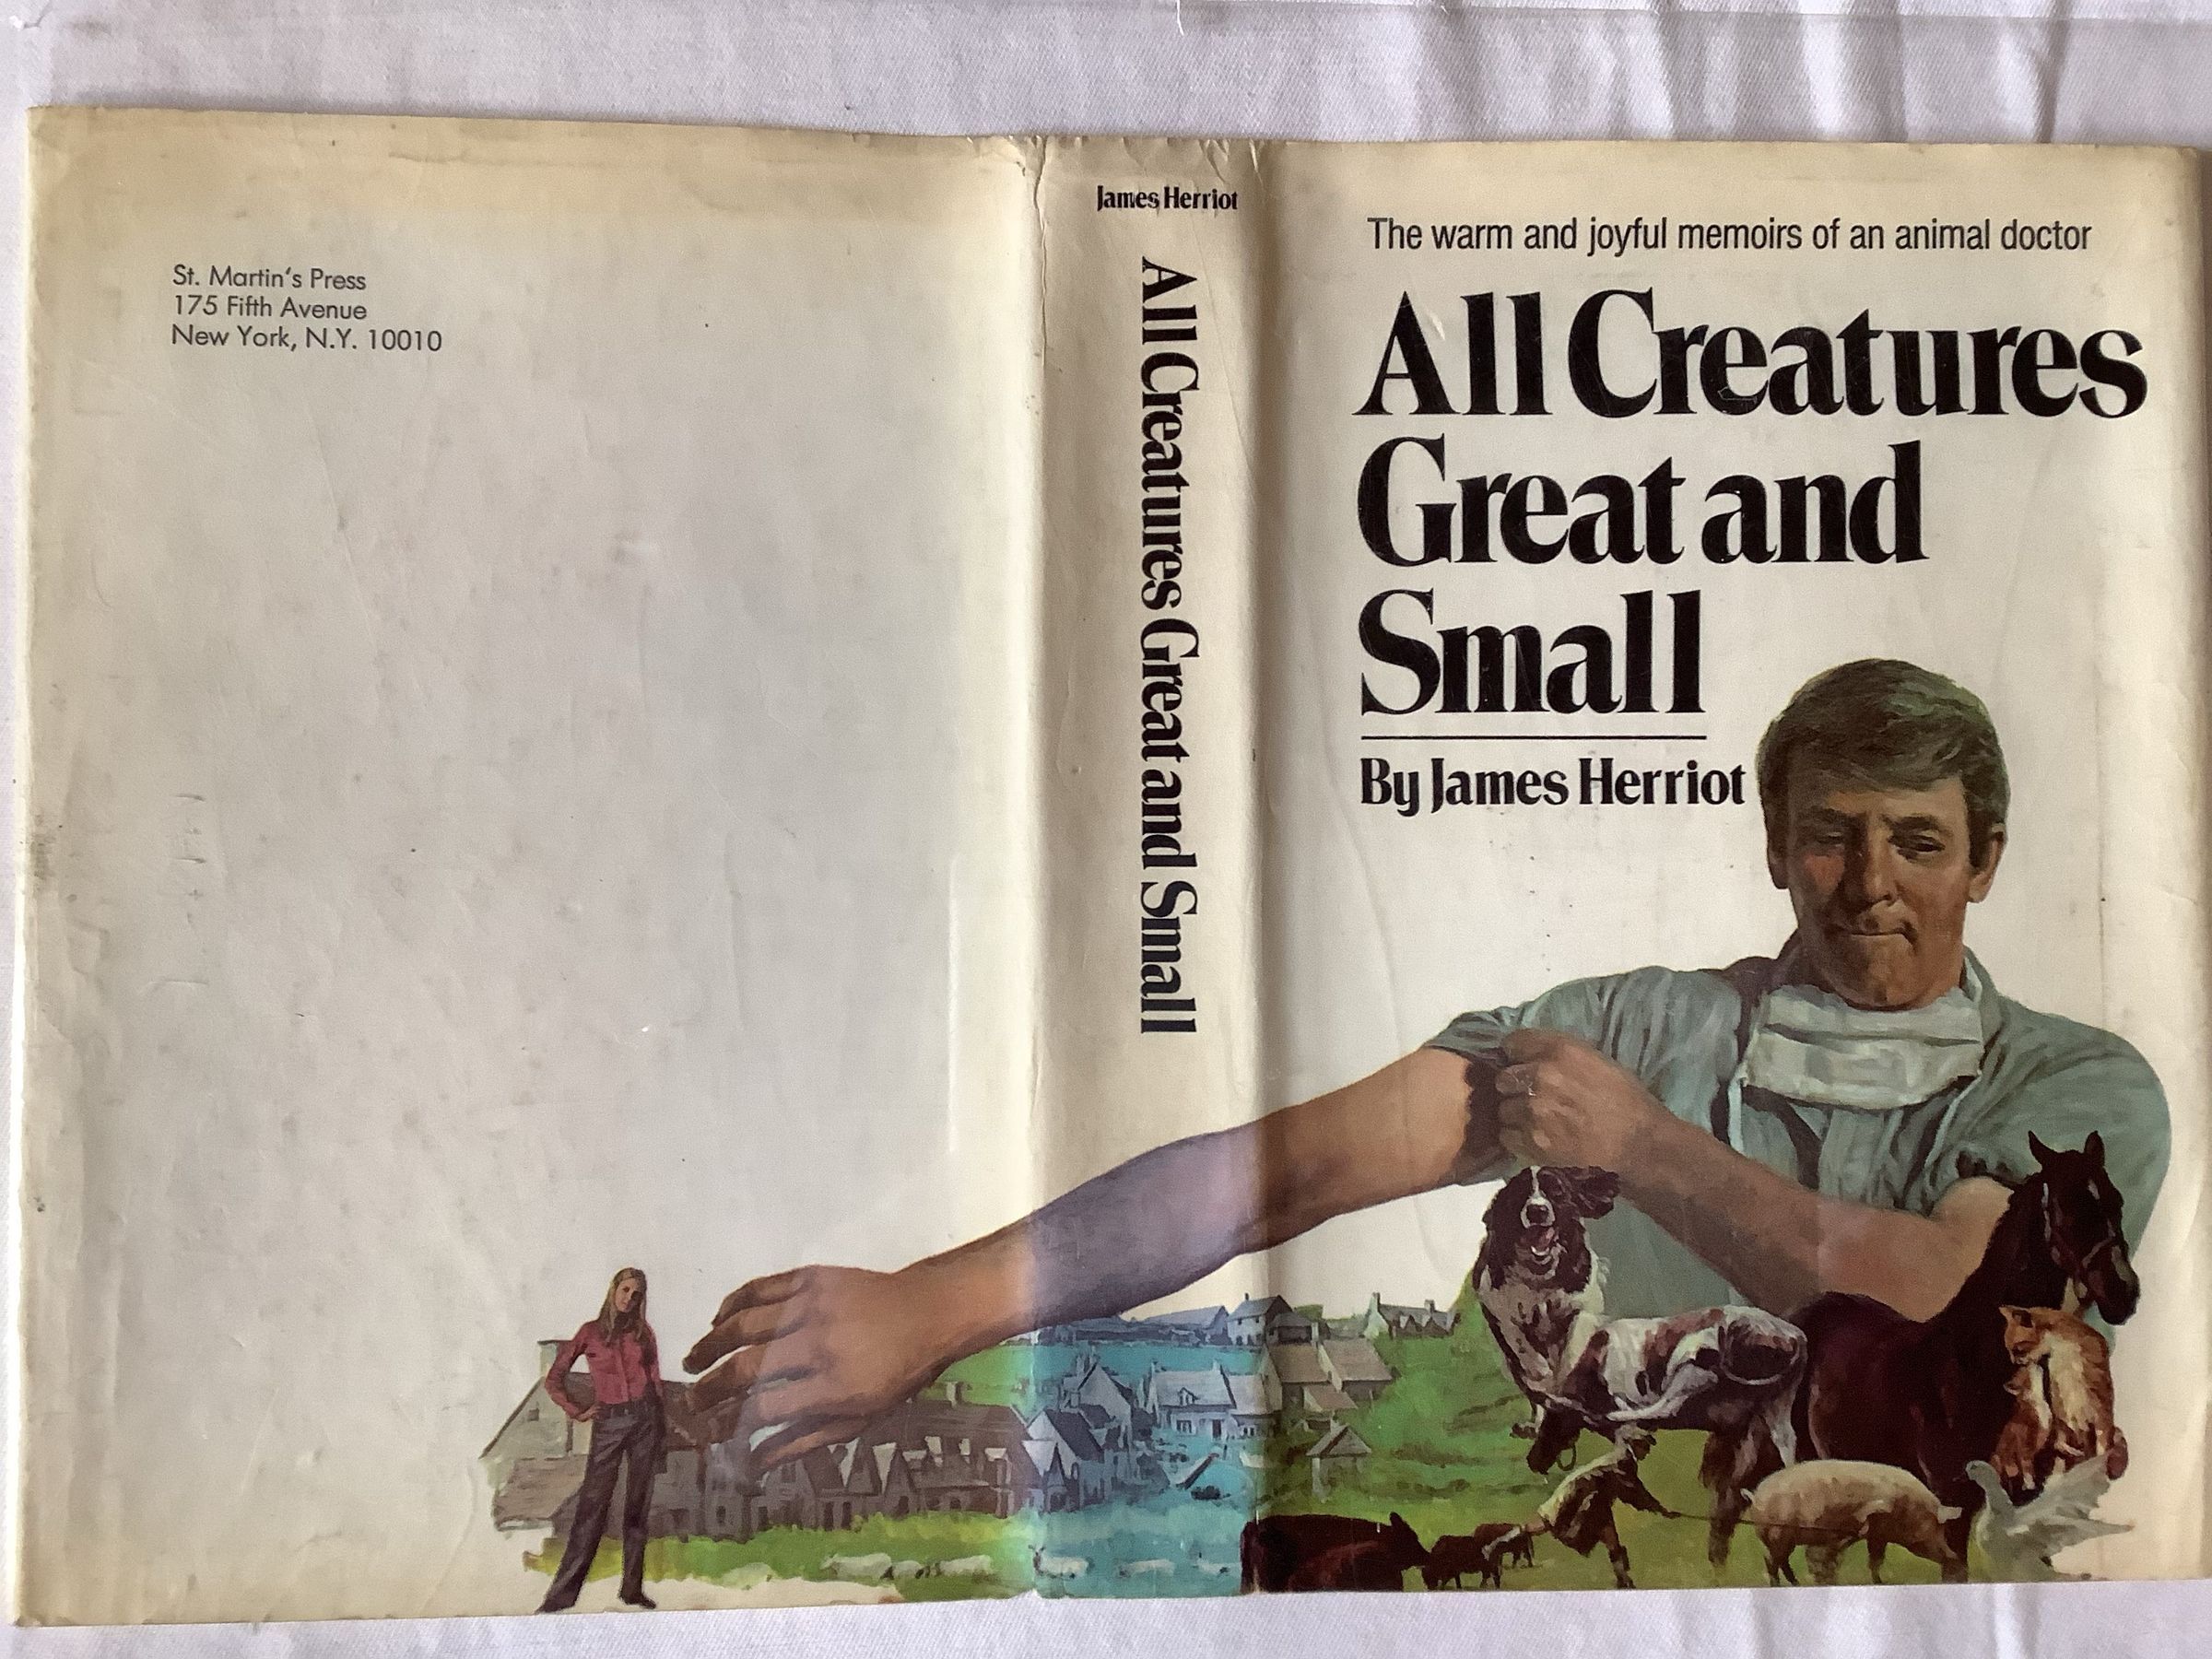 St. Martin's Press
175 Fifth Avenue
New York, N.Y. 10010
James Herriot
All Creatures Great and Small
The warm and joyful memoirs of an animal doctor
All Creatures
Great and
Small
By James Herriot